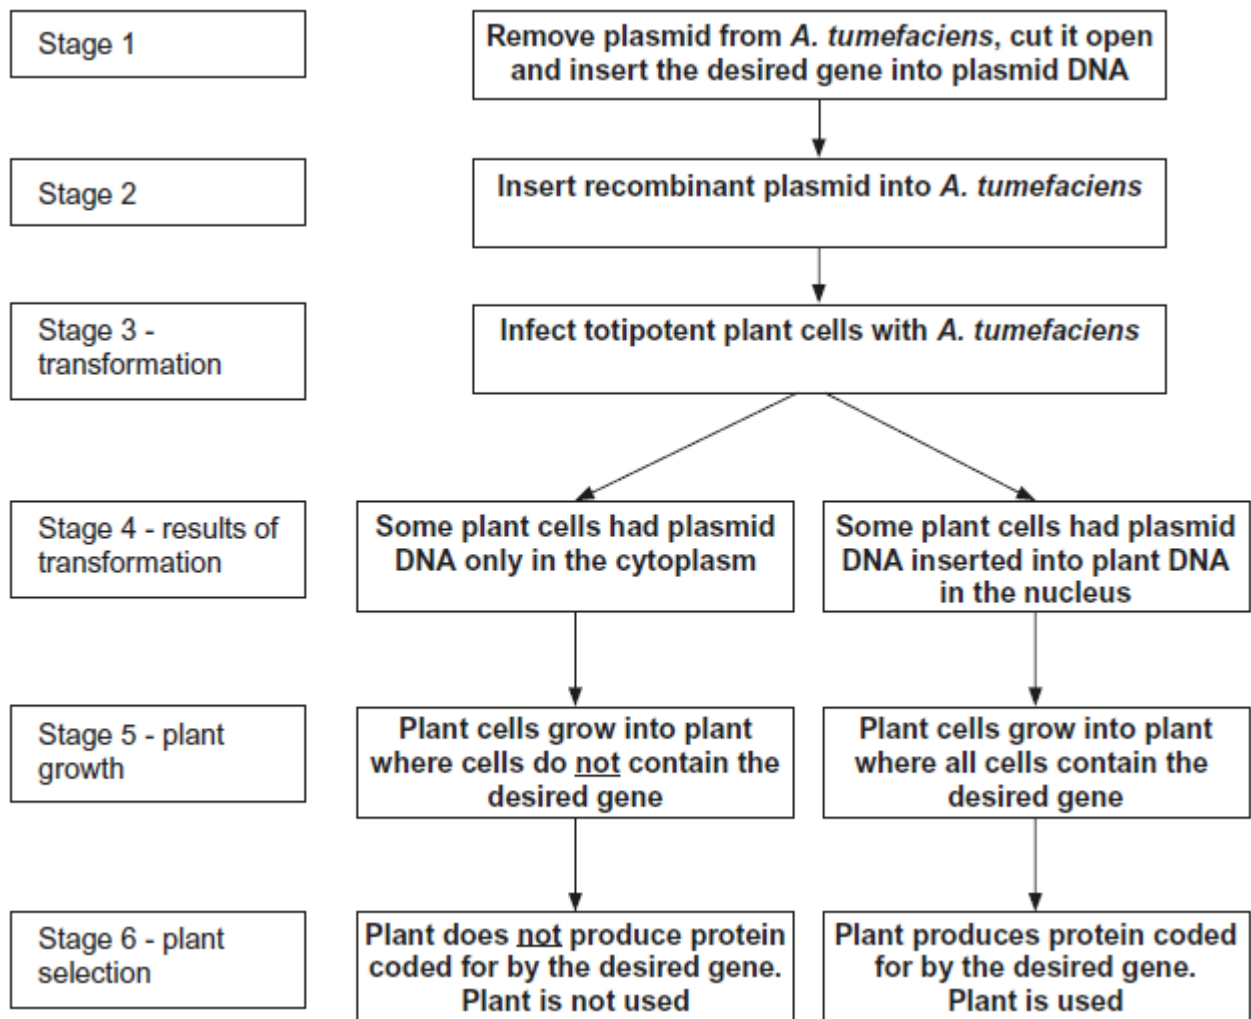 Stage 1
Remove plasmid from A. tumefaciens, cut it open
and insert the desired gene into plasmid DNA
Stage 2
Insert recombinant plasmid into A. tumefaciens
Stage 3 -
transformation
Infect totipotent plant cells with A. tumefaciens
Stage 4 - results of
transformation
Some plant cells had plasmid
DNA only in the cytoplasm
Some plant cells had plasmid
DNA inserted into plant DNA
in the nucleus
Stage 5 - plant
growth
Plant cells grow into plant
where cells do not contain the
desired gene
Plant cells grow into plant
where all cells contain the
desired gene
Stage 6 - plant
selection
Plant does not produce protein
coded for by the desired gene.
Plant is not used
Plant produces protein coded
for by the desired gene.
Plant is used